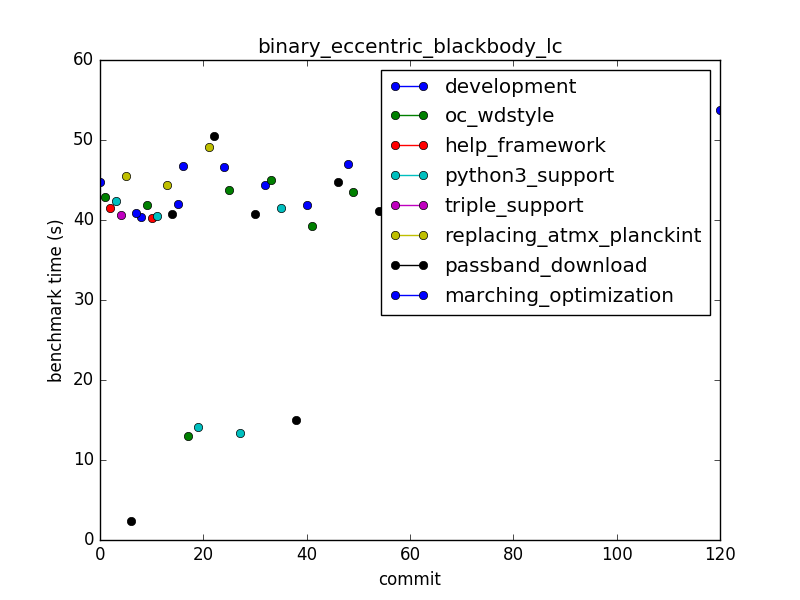 binary_eccentric_blackbody_lc
60
50
40
30
20
10
0
benchmark time (s)
development
oc_wdstyle
help_framework
python3_support
triple_support
replacing_atmx_planckint
passband_download
marching_optimization
0 20 40 60 80 100 120
commit